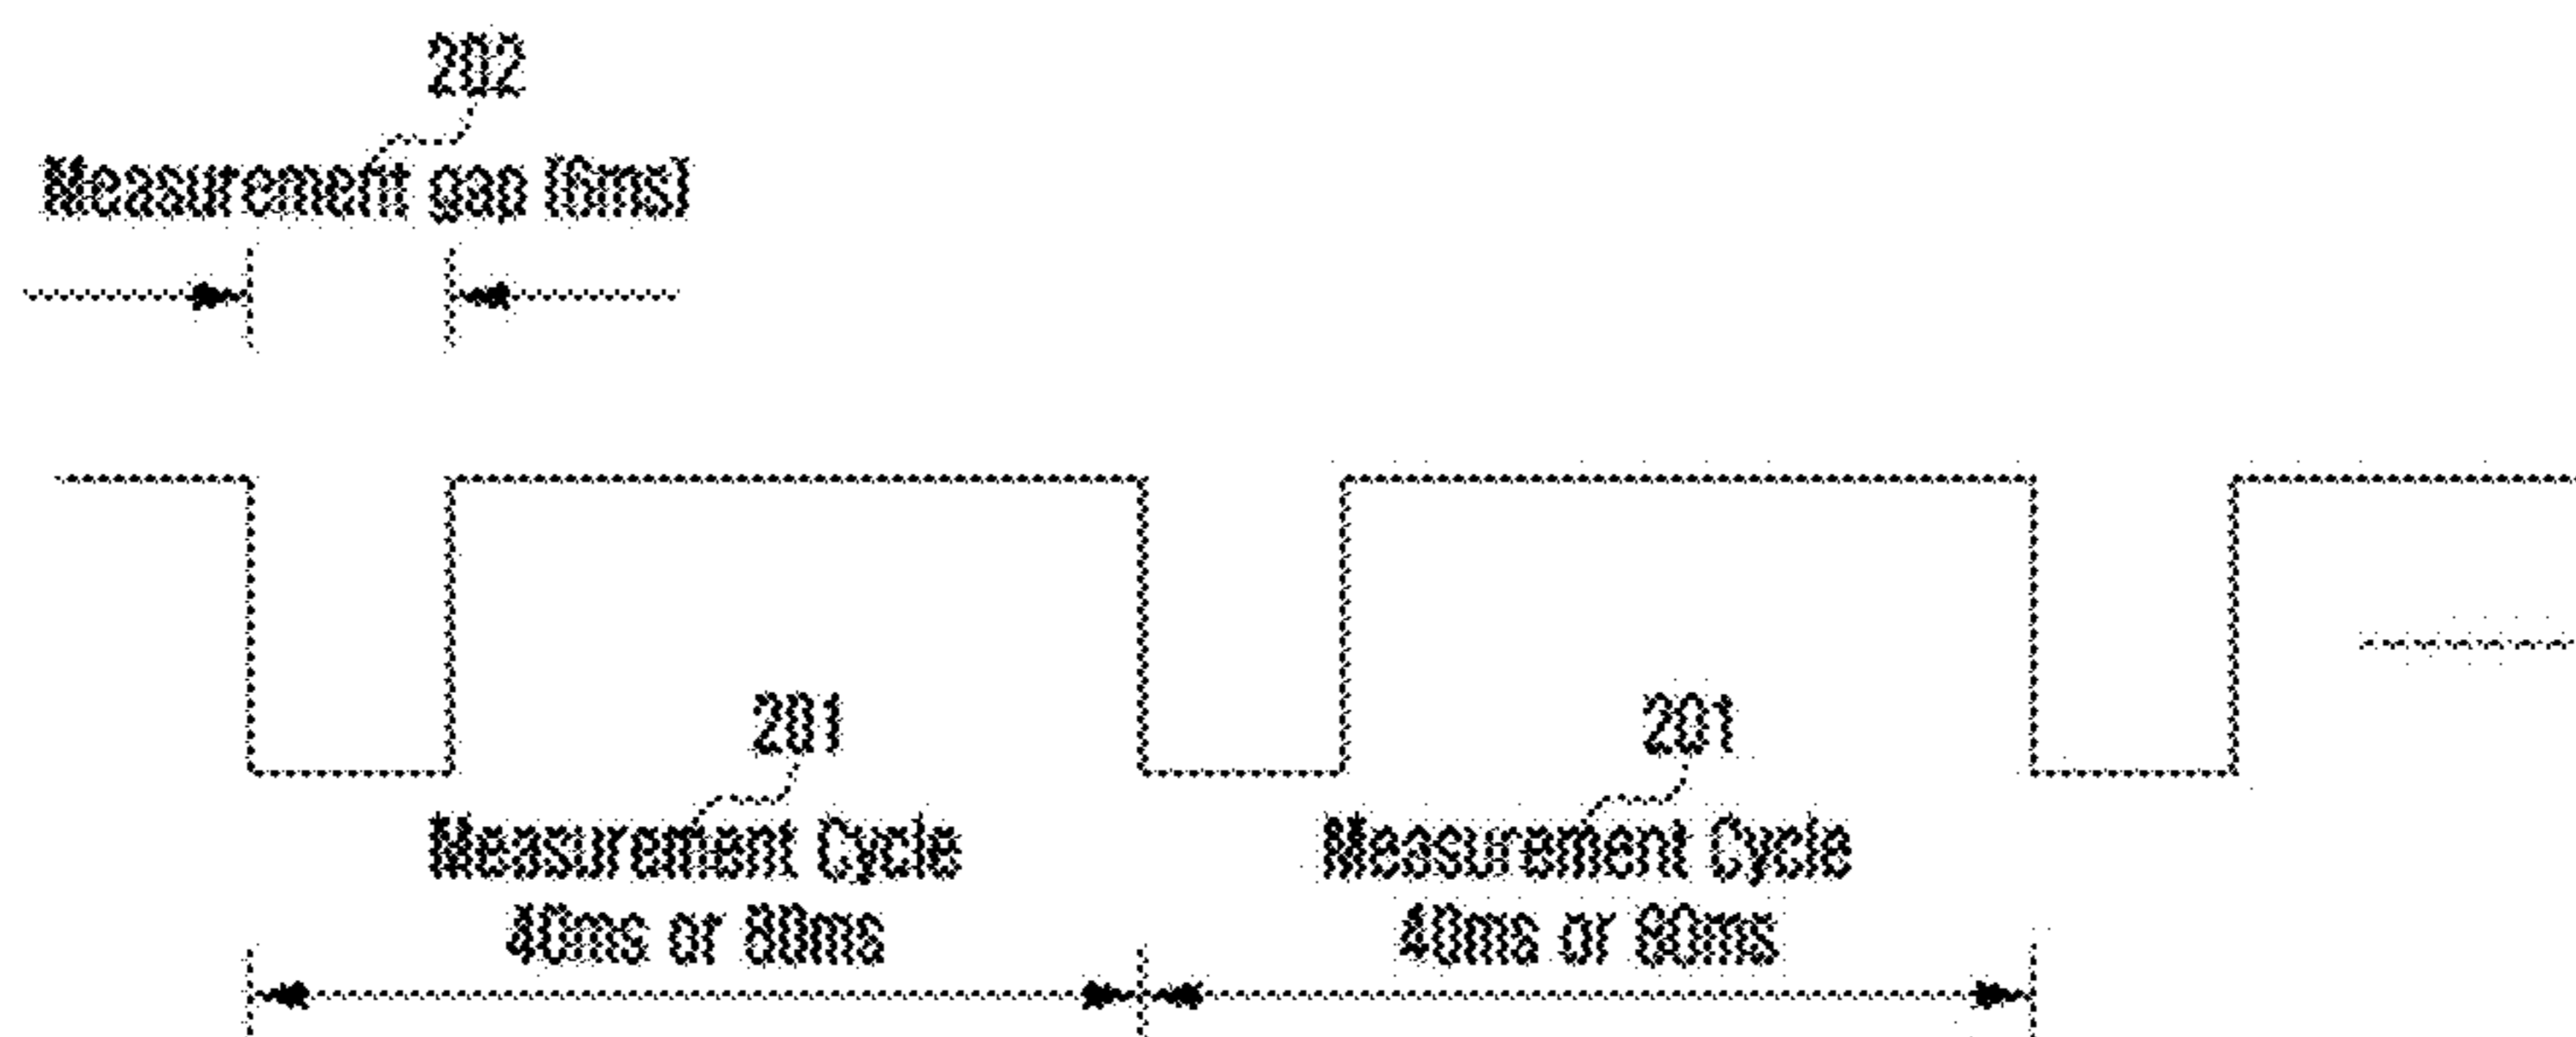 202
Measurement gap (6ms)
201
201
Measurement Cycle
40ms or 80ms
Measurement Cycle
40ms or 80ms